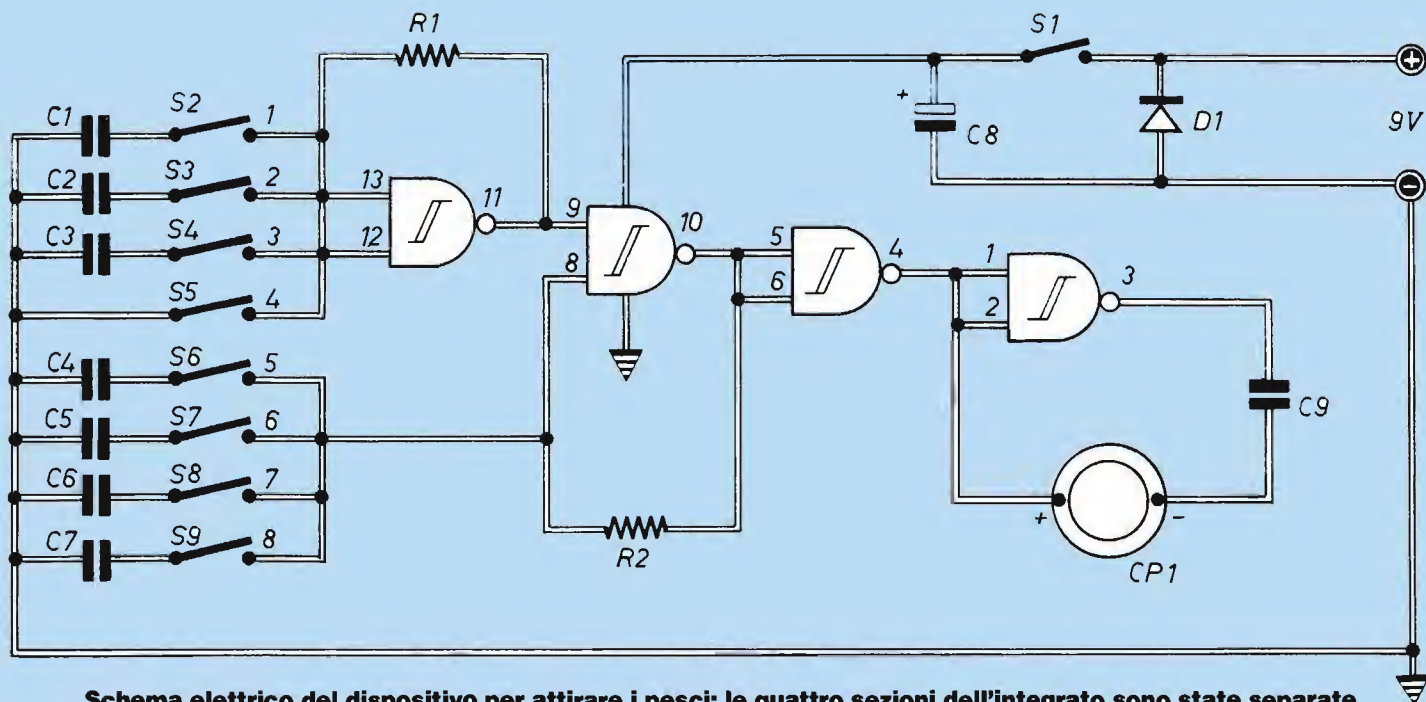 R1
S1
C1
S2
1
+
C8
D1
9V
C2
S3
2
13
11
9
10
C3
S4
3
12
8
5
4
1
3
S5
4
6
2
C4
S6
5
C5
S7
6
C9
C6
S8
7
R2
+
-
CP1
C7
S9
8
+
-
Schema elettrico del dispositivo per attirare i pesci: le quattro sezioni dell'integrato sono state separate